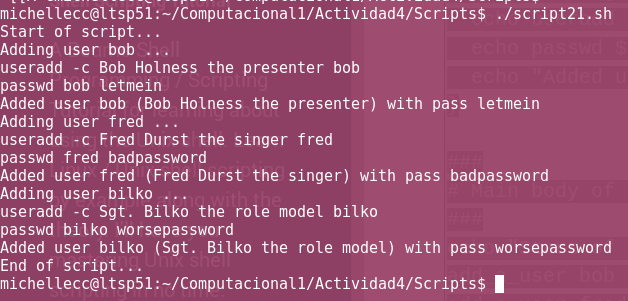 michellecc@ltsp51:~/Computacional1/Actividad4/Scripts$ ./script21.sh
Start of script...
Adding user bob ...
useradd -c Bob Holness the presenter bob
passwd bob letmein
Added user bob (Bob Holness the presenter) with pass letmein
Adding user fred ...
useradd -c Fred Durst the singer fred
passwd fred badpassword
Added user fred (Fred Durst the singer) with pass badpassword
Adding user bilko ...
useradd -c Sgt. Bilko the role model bilko
passwd bilko worsepassword
Added user bilko (Sgt. Bilko the role model) with pass worsepassword
End of script...
michellecc@ltsp51:~/Computacional1/Actividad4/Scripts$